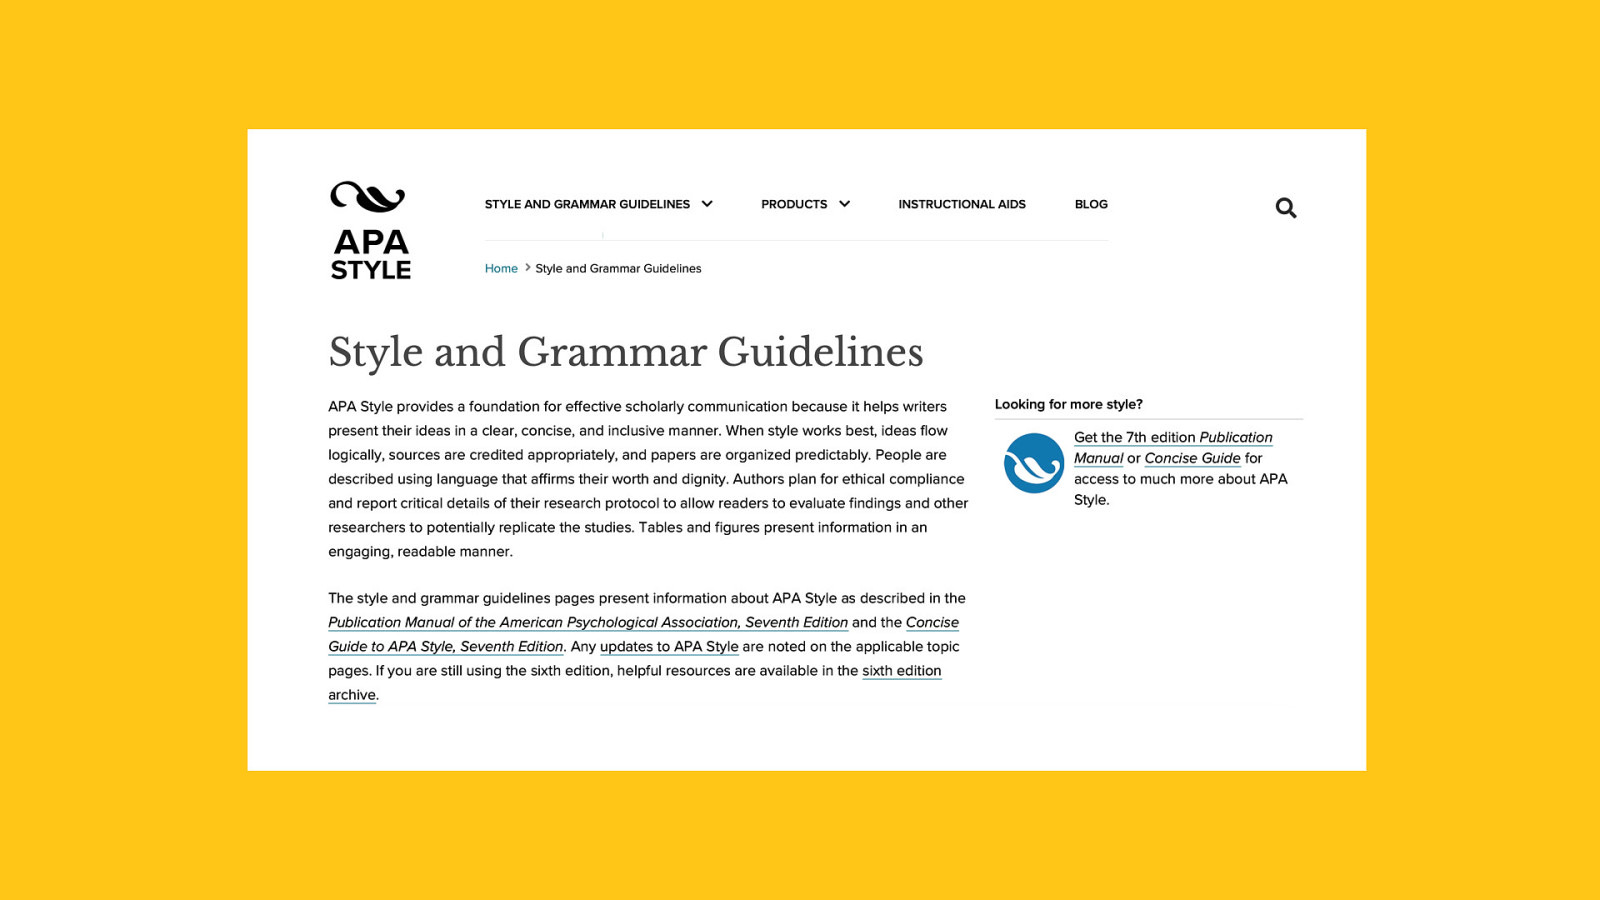 APA
STYLE
STYLE AND GRAMMAR GUIDELINES
PRODUCTS
INSTRUCTIONAL AIDS
BLOG
Home > Style and Grammar Guidelines
Style and Grammar Guidelines
APA Style provides a foundation for effective scholarly communication because it helps writers
present their ideas in a clear, concise, and inclusive manner. When style works best, ideas flow
logically, sources are credited appropriately, and papers are organized predictably. People are
described using language that affirms their worth and dignity. Authors plan for ethical compliance
and report critical details of their research protocol to allow readers to evaluate findings and other
researchers to potentially replicate the studies. Tables and figures present information in an
engaging, readable manner.
The style and grammar guidelines pages present information about APA Style as described in the
Publication Manual of the American Psychological Association, Seventh Edition and the Concise
Guide to APA Style, Seventh Edition. Any updates to APA Style are noted on the applicable topic
pages. If you are still using the sixth edition, helpful resources are available in the sixth edition
archive.
Looking for more style?
Get the 7th edition Publication
Manual or Concise Guide for
access to much more about APA
Style.